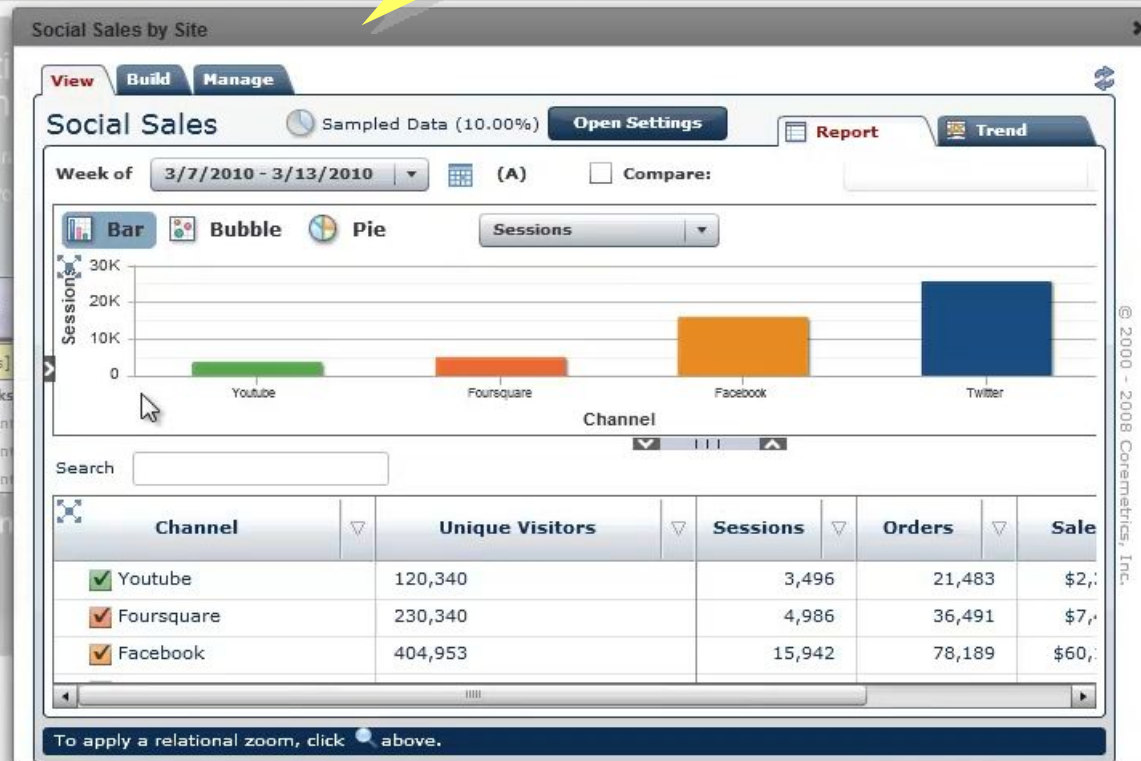 Social Sales by Site
View Build Manage
Social Sales Sampled Data (10.00%) Open Settings Report Trend
Week of 3/7/2010 - 3/13/2010 (A) Compare:
Bar Bubble Pie Sessions
Sessions
30K
20K
10K
0
Youtube Foursquare Facebook Twitter
Channel
Search
Channel Unique Visitors Sessions Orders Sale
Youtube 120,340 3,496 21,483 $2,
Foursquare 230,340 4,986 36,491 $7,
Facebook 404,953 15,942 78,189 $60,
To apply a relational zoom, click above.
© 2000 - 2008 Coremetrics, Inc.